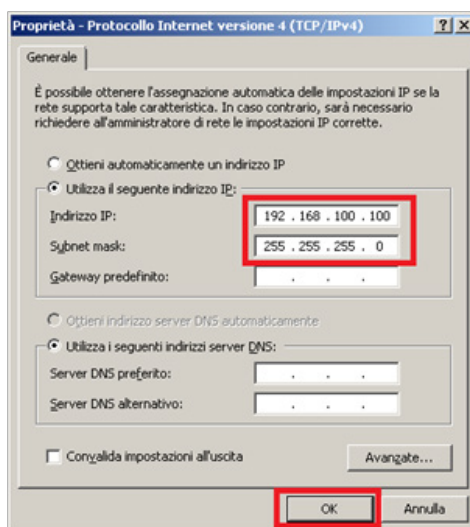 Proprietà - Protocollo Internet versione 4 (TCP/IPv4)
Generale
È possibile ottenere l'assegnazione automatica delle impostazioni IP se la
rete supporta tale caratteristica. In caso contrario, sarà necessario
richiedere all'amministratore di rete le impostazioni IP corrette.
Ottieni automaticamente un indirizzo IP
Utilizza il seguente indirizzo IP:
Indirizzo IP: 192 . 168 . 100 . 100
Subnet mask: 255 . 255 . 255 . 0
Gateway predefinito: . . .
Ottieni indirizzo server DNS automaticamente
Utilizza i seguenti indirizzi server DNS:
Server DNS preferito: . . .
Server DNS alternativo: . . .
Convalida impostazioni all'uscita Avanzate...
OK Annulla